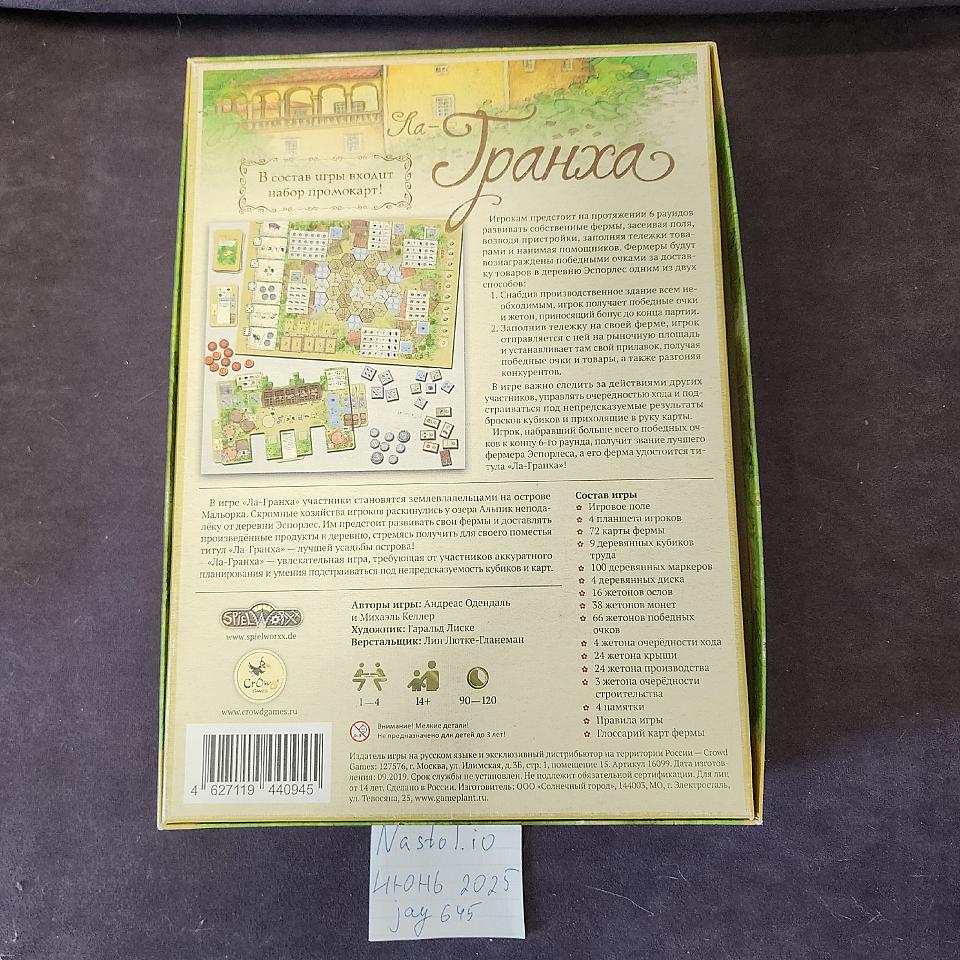 Ла-
Гранха
В состав игры входит
набор промокарт!
Игрокам предстоит на протяжении 6 раундов
развивать собственные фермы, засеивая поля,
возводя пристройки, заполняя тележки това-
рами и нанимая помощников. Фермеры будут
вознаграждены победными очками за достав-
ку товаров в деревню Эспорлес одним из двух
способов:
1. Снабдив производственное здание всем не-
обходимым, игрок получает победные очки
и жетон, приносящий бонус до конца партии.
2. Заполнив тележку на своей ферме, игрок
отправляется с ней на рыночную площадь
и устанавливает там свой прилавок, получая
победные очки и товары, а также разгоняя
конкурентов.
В игре важно следить за действиями других
участников, управлять очерёдностью хода и под-
страиваться под непредсказуемые результаты
бросков кубиков и приходящие в руку карты.
Игрок, набравший больше всего победных оч-
ков к концу 6-го раунда, получит звание лучшего
фермера Эспорлеса, а его ферма удостоится ти-
тула «Ла-Гранха»!
В игре «Ла-Гранха» участники становятся землевладельцами на острове
Мальорка. Скромные хозяйства игроков раскинулись у озера Альпик непода-
лёку от деревни Эспорлес. Им предстоит развивать свои фермы и доставлять
произведённые продукты в деревню, стремясь получить для своего поместья
титул «Ла-Гранха» — лучшей усадьбы острова!
«Ла-Гранха» — увлекательная игра, требующая от участников аккуратного
планирования и умения подстраиваться под непредсказуемость кубиков и карт.
Состав игры
Игровое поле
4 планшета игроков
72 карты фермы
9 деревянных кубиков
труда
100 деревянных маркеров
4 деревянных диска
16 жетонов ослов
38 жетонов монет
66 жетонов победных
очков
4 жетона очерёдности хода
24 жетона крыши
24 жетона производства
3 жетона очерёдности
строительства
4 памятки
Правила игры
Глоссарий карт фермы
SPIELWORXX
www.spielworxx.de
Crow
Games
www.crowdgames.ru
Авторы игры: Андреас Одендаль
и Михаэль Келлер
Художник: Гаральд Лиске
Верстальщик: Лин Лютке-Гланеман
1—4
14+
90—120
Внимание! Мелкие детали!
Не предназначено для детей до 3 лет!
4 627119 440945
Издатель игры на русском языке и эксклюзивный дистрибьютор на территории России — Crowd
Games: 127576, г. Москва, ул. Илимская, д.3Б, стр. 1, помещение 15. Артикул 16099. Дата изготов-
ления: 09.2019. Срок службы не установлен. Не подлежит обязательной сертификации. Для лиц
от 14 лет. Сделано в России. Изготовитель: ООО «Солнечный город», 144003, МО, г. Электросталь,
ул. Тевосяна, 25, www.gameplant.ru.
Nastol.io
июнь 2025
jay 645